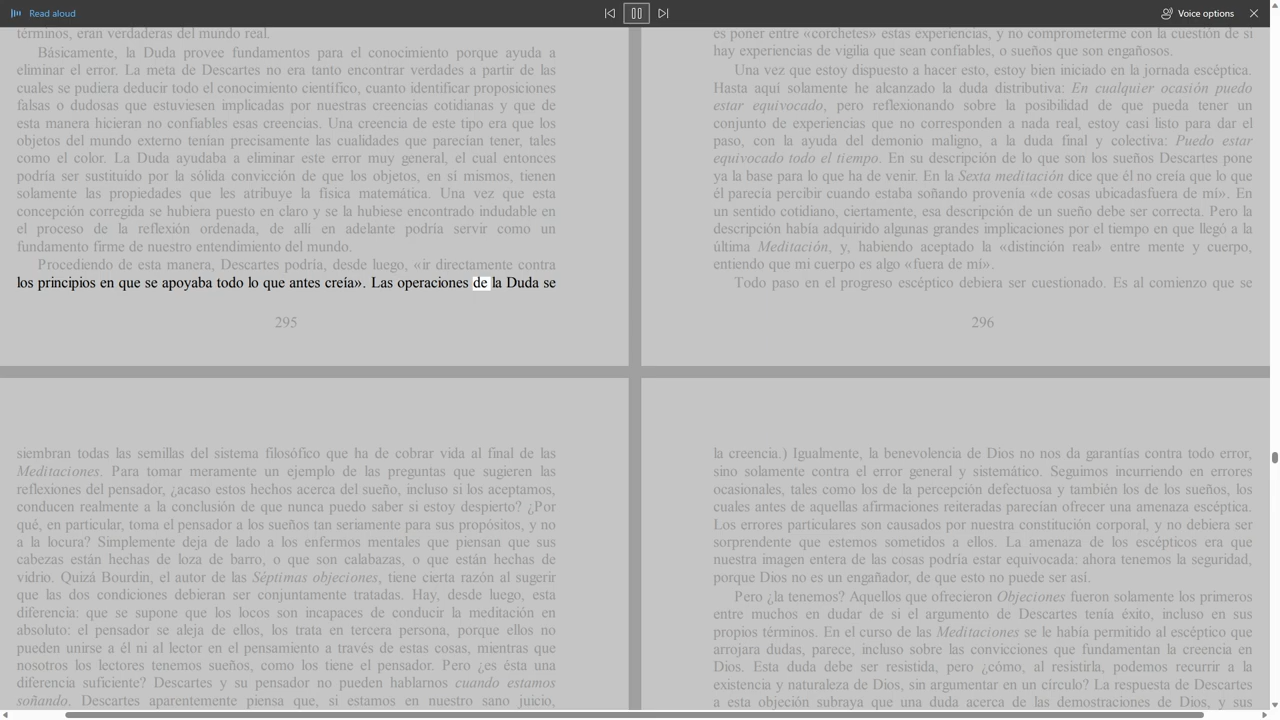 Read aloud
Voice options
términos, eran verdaderas del mundo real.
Básicamente, la Duda provee fundamentos para el conocimiento porque ayuda a
eliminar el error. La meta de Descartes no era tanto encontrar verdades a partir de las
cuales se pudiera deducir todo el conocimiento científico, cuanto identificar proposiciones
falsas o dudosas que estuviesen implicadas por nuestras creencias cotidianas y que de
esta manera hicieran no confiables esas creencias. Una creencia de este tipo era que los
objetos del mundo externo tenían precisamente las cualidades que parecían tener, tales
como el color. La Duda ayudaba a eliminar este error muy general, el cual entonces
podría ser sustituido por la sólida convicción de que los objetos, en sí mismos, tienen
solamente las propiedades que les atribuye la física matemática. Una vez que esta
concepción corregida se hubiera puesto en claro y se la hubiese encontrado indudable en
el proceso de la reflexión ordenada, de allí en adelante podría servir como un
fundamento firme de nuestro entendimiento del mundo.
Procediendo de esta manera, Descartes podría, desde luego, «ir directamente contra
los principios en que se apoyaba todo lo que antes creía». Las operaciones de la Duda se
295
es poner entre «corchetes» estas experiencias, y no comprometerme con la cuestión de si
hay experiencias de vigilia que sean confiables, o sueños que son engañosos.
Una vez que estoy dispuesto a hacer esto, estoy bien iniciado en la jornada escéptica.
Hasta aquí solamente he alcanzado la duda distributiva: En cualquier ocasión puedo
estar equivocado, pero reflexionando sobre la posibilidad de que pueda tener un
conjunto de experiencias que no corresponden a nada real, estoy casi listo para dar el
paso, con la ayuda del demonio maligno, a la duda final y colectiva: Puedo estar
equivocado todo el tiempo. En su descripción de lo que son los sueños Descartes pone
ya la base para lo que ha de venir. En la Sexta meditación dice que él no creía que lo que
él parecía percibir cuando estaba soñando provenía «de cosas ubicadasfuera de mí». En
un sentido cotidiano, ciertamente, esa descripción de un sueño debe ser correcta. Pero la
descripción había adquirido algunas grandes implicaciones por el tiempo en que llegó a la
última Meditación, y, habiendo aceptado la «distinción real» entre mente y cuerpo,
entiendo que mi cuerpo es algo «fuera de mí».
Todo paso en el progreso escéptico debiera ser cuestionado. Es al comienzo que se
296
siembran todas las semillas del sistema filosófico que ha de cobrar vida al final de las
Meditaciones. Para tomar meramente un ejemplo de las preguntas que sugieren las
reflexiones del pensador, ¿acaso estos hechos acerca del sueño, incluso si los aceptamos,
conducen realmente a la conclusión de que nunca puedo saber si estoy despierto? ¿Por
qué, en particular, toma el pensador a los sueños tan seriamente para sus propósitos, y no
a la locura? Simplemente deja de lado a los enfermos mentales que piensan que sus
cabezas están hechas de loza de barro, o que son calabazas, o que están hechas de
vidrio. Quizá Bourdin, el autor de las Séptimas objeciones, tiene cierta razón al sugerir
que las dos condiciones debieran ser conjuntamente tratadas. Hay, desde luego, esta
diferencia: que se supone que los locos son incapaces de conducir la meditación en
absoluto: el pensador se aleja de ellos, los trata en tercera persona, porque ellos no
pueden unirse a él ni al lector en el pensamiento a través de estas cosas, mientras que
nosotros los lectores tenemos sueños, como los tiene el pensador. Pero ¿es ésta una
diferencia suficiente? Descartes y su pensador no pueden hablarnos cuando estamos
soñando. Descartes aparentemente piensa que, si estamos en nuestro sano juicio,
la creencia.) Igualmente, la benevolencia de Dios no nos da garantías contra todo error,
sino solamente contra el error general y sistemático. Seguimos incurriendo en errores
ocasionales, tales como los de la percepción defectuosa y también los de los sueños, los
cuales antes de aquellas afirmaciones reiteradas parecían ofrecer una amenaza escéptica.
Los errores particulares son causados por nuestra constitución corporal, y no debiera ser
sorprendente que estemos sometidos a ellos. La amenaza de los escépticos era que
nuestra imagen entera de las cosas podría estar equivocada: ahora tenemos la seguridad,
porque Dios no es un engañador, de que esto no puede ser así.
Pero ¿la tenemos? Aquellos que ofrecieron Objeciones fueron solamente los primeros
entre muchos en dudar de si el argumento de Descartes tenía éxito, incluso en sus
propios términos. En el curso de las Meditaciones se le había permitido al escéptico que
arrojara dudas, parece, incluso sobre las convicciones que fundamentan la creencia en
Dios. Esta duda debe ser resistida, pero ¿cómo, al resistirla, podemos recurrir a la
existencia y naturaleza de Dios, sin argumentar en un círculo? La respuesta de Descartes
a esta objeción subraya que una duda acerca de las demostraciones de Dios, y sus